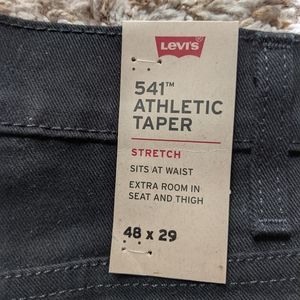 LEVI'S
541™
ATHLETIC
TAPER
STRETCH
SITS AT WAIST
EXTRA ROOM IN
SEAT AND THIGH
48 x 29